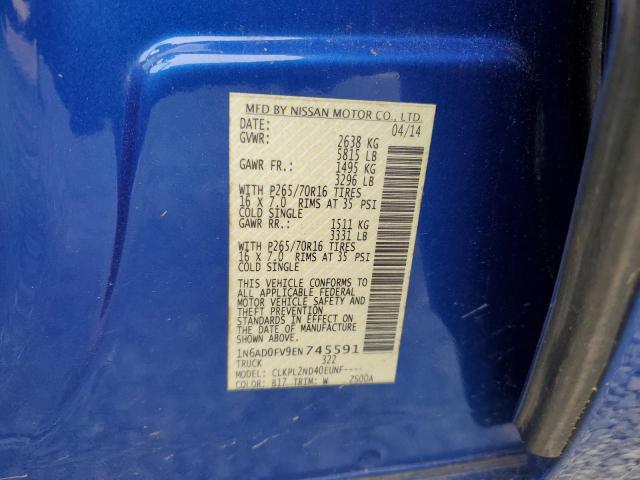 MFD BY NISSAN MOTOR CO., LTD.
DATE: 04/14
GVWR: 2638 KG
5815 LB
GAWR FR.: 1495 KG
3296 LB
WITH P265/70R16 TIRES
16 X 7.0 RIMS AT 35 PSI
COLD SINGLE
GAWR RR.: 1511 KG
3331 LB
WITH P265/70R16 TIRES
16 X 7.0 RIMS AT 35 PSI
COLD SINGLE
THIS VEHICLE CONFORMS TO
ALL APPLICABLE FEDERAL
MOTOR VEHICLE SAFETY AND
THEFT PREVENTION
STANDARDS IN EFFECT ON
THE DATE OF MANUFACTURE
SHOWN ABOVE.
1N6AD0FV9EN 745591
TRUCK 322
MODEL: CLKPL2ND40EUNF----
COLOR: B17 TRIM: W 2S00A